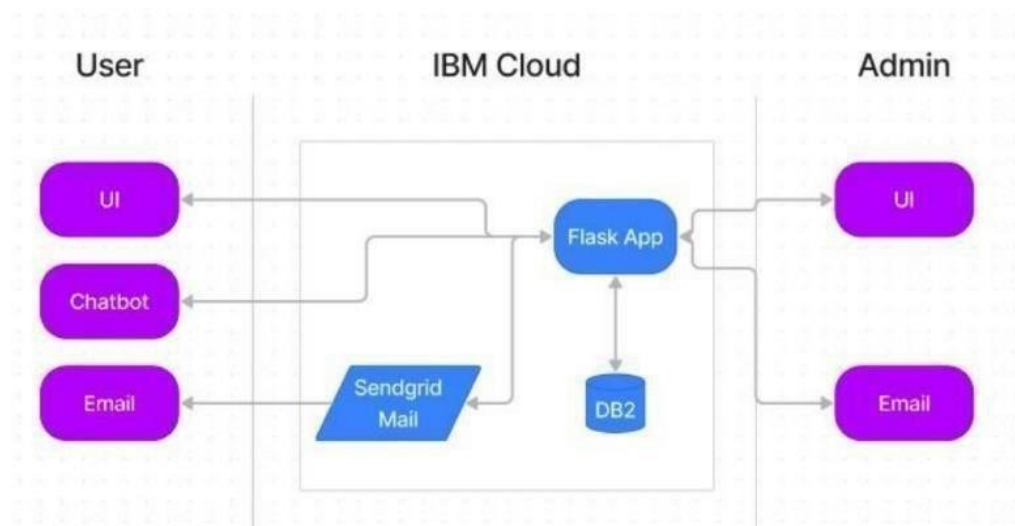 User
IBM Cloud
Admin
UI
Chatbot
Email
Flask App
Sendgrid
Mail
DB2
UI
Email